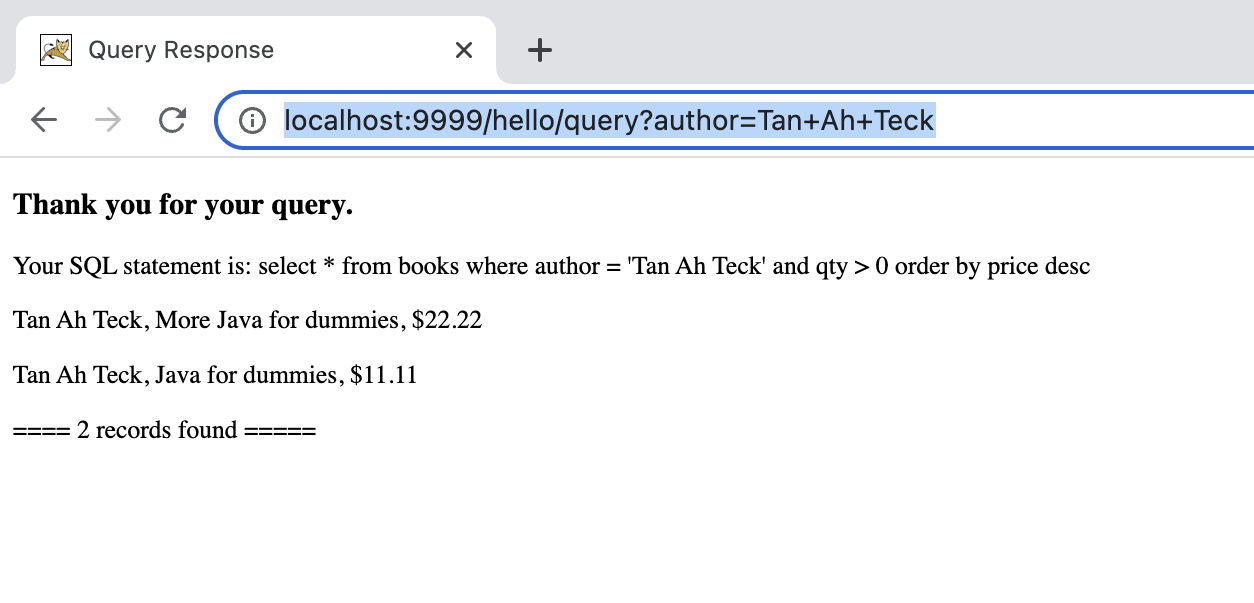 Query Response
localhost:9999/hello/query?author=Tan+Ah+Teck
Thank you for your query.
Your SQL statement is: select * from books where author = 'Tan Ah Teck' and qty > 0 order by price desc
Tan Ah Teck, More Java for dummies, $22.22
Tan Ah Teck, Java for dummies, $11.11
==== 2 records found =====